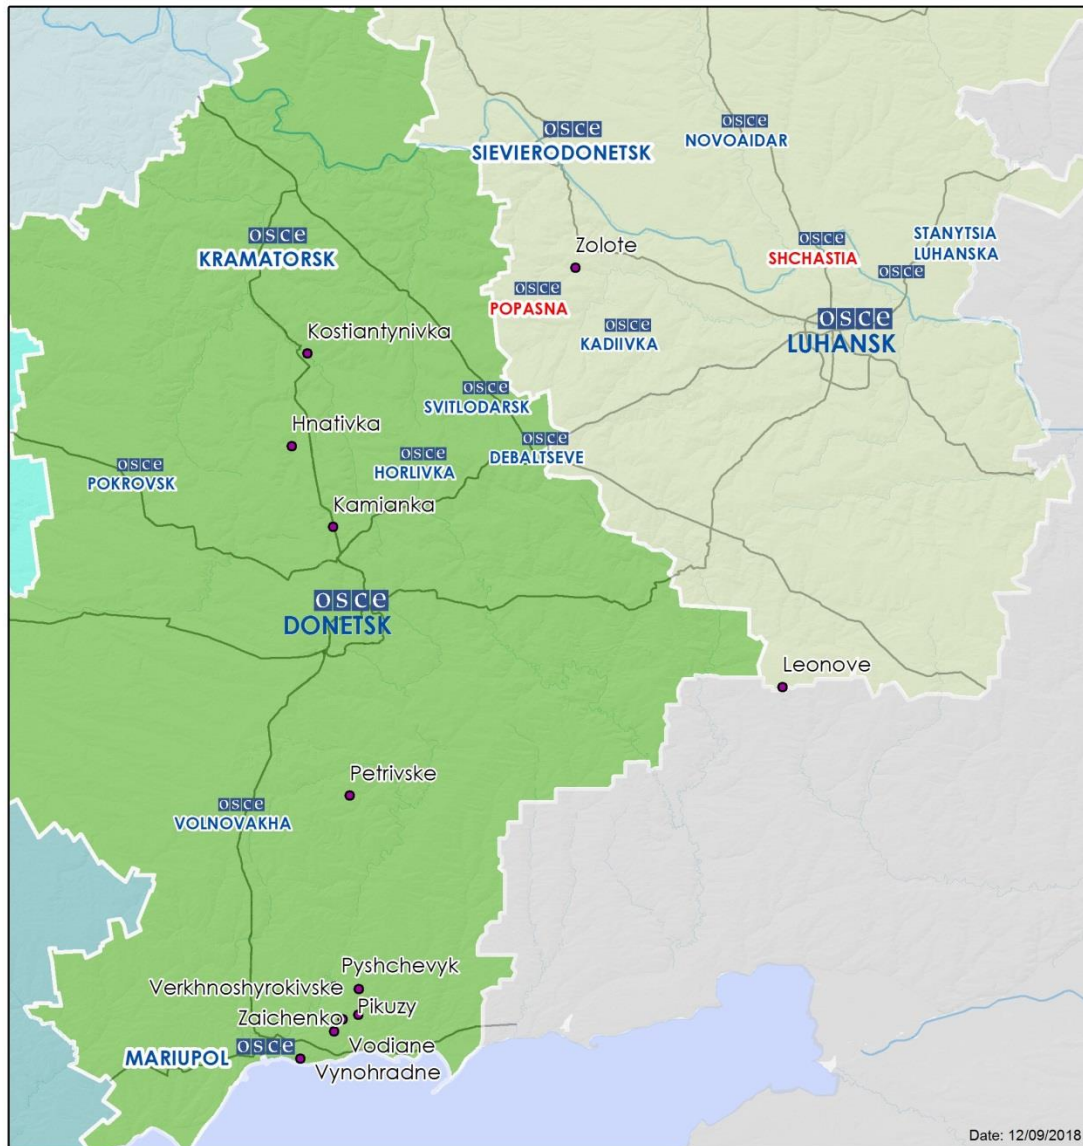 osce
SIEVIERODONETSK
osce
NOVOAIDAR
osce
KRAMATORSK
Zolote
osce
SHCHASTIA
STANYTSIA
LUHANSKA
osce
osce
POPASNA
osce
KADIIVKA
osce
LUHANSK
Kostiantynivka
osce
SVITLODARSK
Hnativka
osce
POKROVSK
osce
HORLIVKA
osce
DEBALTSEVE
Kamianka
osce
DONETSK
Leonove
Petrivske
osce
VOLNOVAKHA
Pyshchevyk
Verkhnoshyrokivske
Pikuzy
Zaichenko
Vodiane
MARIUPOL osce
Vynohradne
Date: 12/09/2018